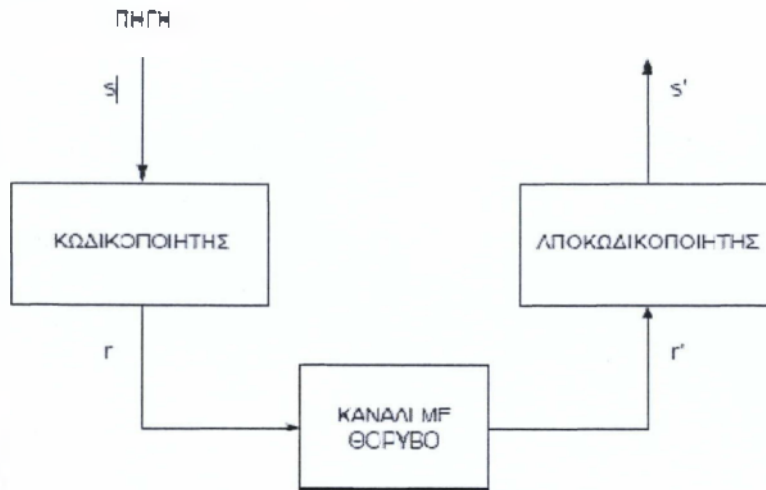 ΠΗΓΗ
s
s'
ΚΩΔΙΚΟΠΟΙΗΤΗΣ
ΑΠΟΚΩΔΙΚΟΠΟΙΗΤΗΣ
r
r'
ΚΑΝΑΛΙ ΜΕ
ΘΟΡΥΒΟ